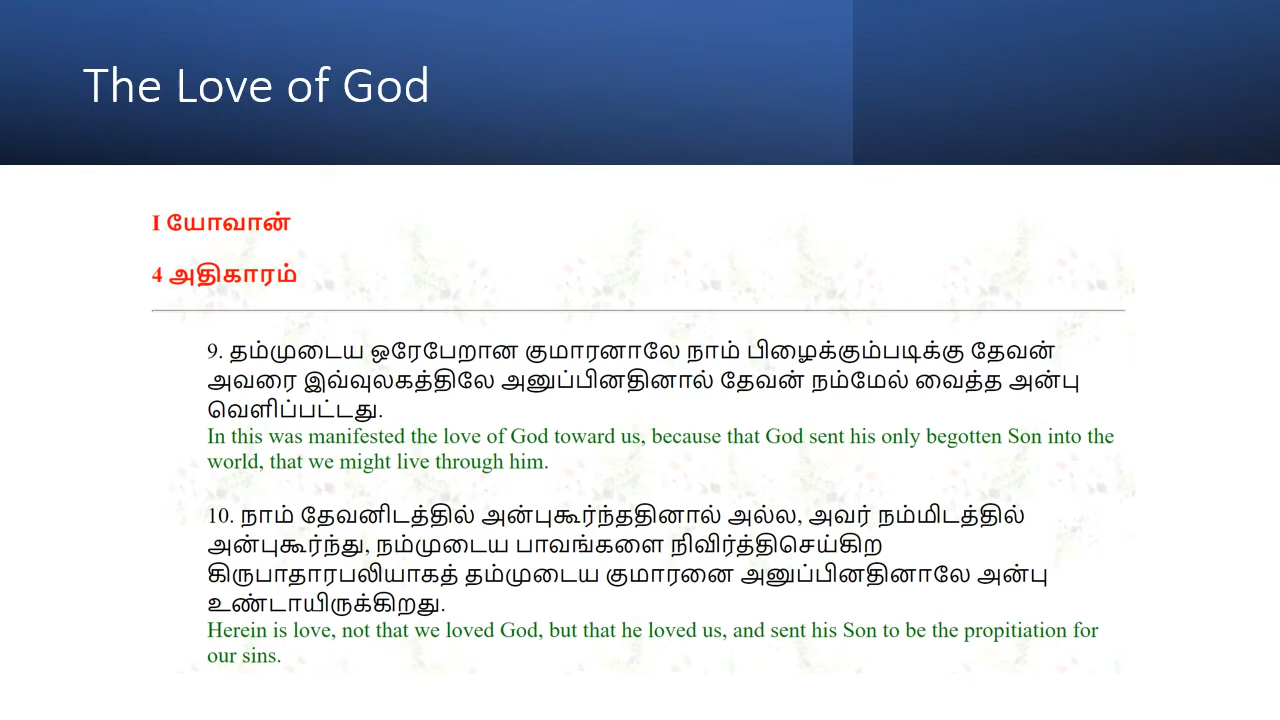 The Love of God
I யோவான்
4 அதிகாரம்
9. தம்முடைய ஒரேபேறான குமாரனாலே நாம் பிழைக்கும்படிக்கு தேவன்
அவரை இவ்வுலகத்திலே அனுப்பினதினால் தேவன் நம்மேல் வைத்த அன்பு
வெளிப்பட்டது.
In this was manifested the love of God toward us, because that God sent his only begotten Son into the
world, that we might live through him.
10. நாம் தேவனிடத்தில் அன்புகூர்ந்ததினால் அல்ல, அவர் நம்மிடத்தில்
அன்புகூர்ந்து, நம்முடைய பாவங்களை நிவிர்த்திசெய்கிற
கிருபாதாரபலியாகத் தம்முடைய குமாரனை அனுப்பினதினாலே அன்பு
உண்டாயிருக்கிறது.
Herein is love, not that we loved God, but that he loved us, and sent his Son to be the propitiation for
our sins.